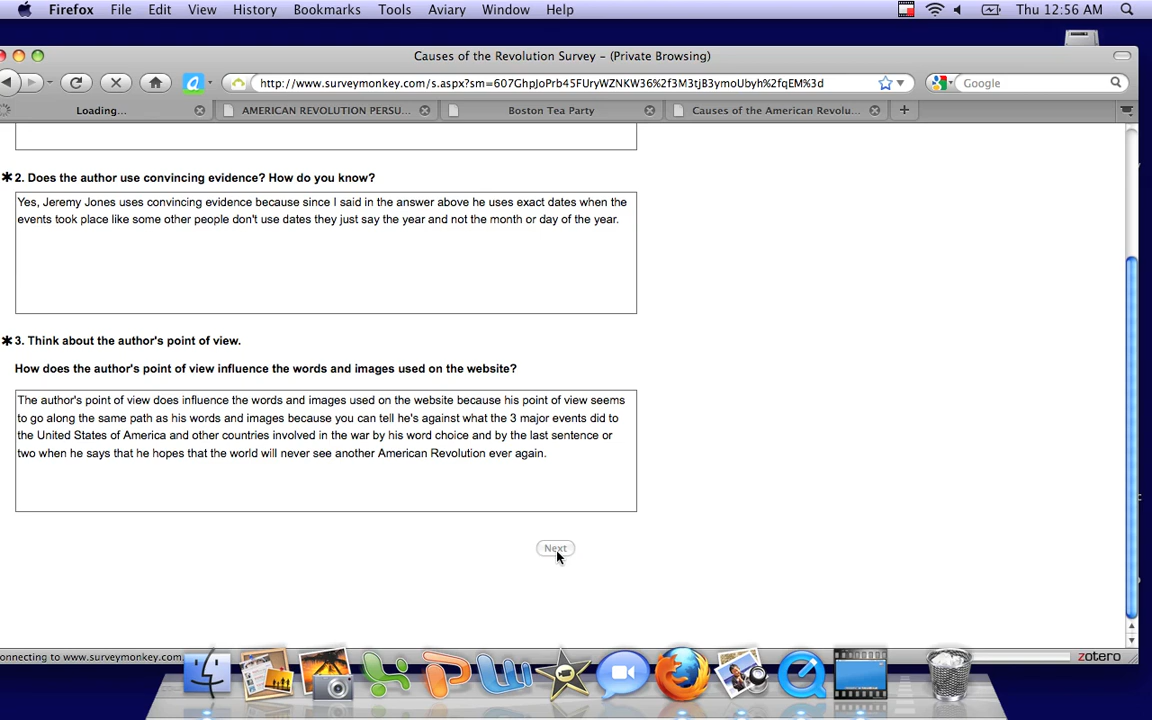 Firefox File Edit View History Bookmarks Tools Aviary Window Help Thu 12:56 AM
Causes of the Revolution Survey – (Private Browsing)
http://www.surveymonkey.com/s.aspx?sm=607GhpJoPrb45FUryWZNKW36%2f3M3tjB3ymoUbyh%2fqEM%3d Google
Loading... AMERICAN REVOLUTION PERSU... Boston Tea Party Causes of the American Revolu...
2. Does the author use convincing evidence? How do you know?
Yes, Jeremy Jones uses convincing evidence because since I said in the answer above he uses exact dates when the
events took place like some other people don't use dates they just say the year and not the month or day of the year.
3. Think about the author's point of view.
How does the author's point of view influence the words and images used on the website?
The author's point of view does influence the words and images used on the website because his point of view seems
to go along the same path as his words and images because you can tell he's against what the 3 major events did to
the United States of America and other countries involved in the war by his word choice and by the last sentence or
two when he says that he hopes that the world will never see another American Revolution ever again.
Next
onnecting to www.surveymonkey.com zotero